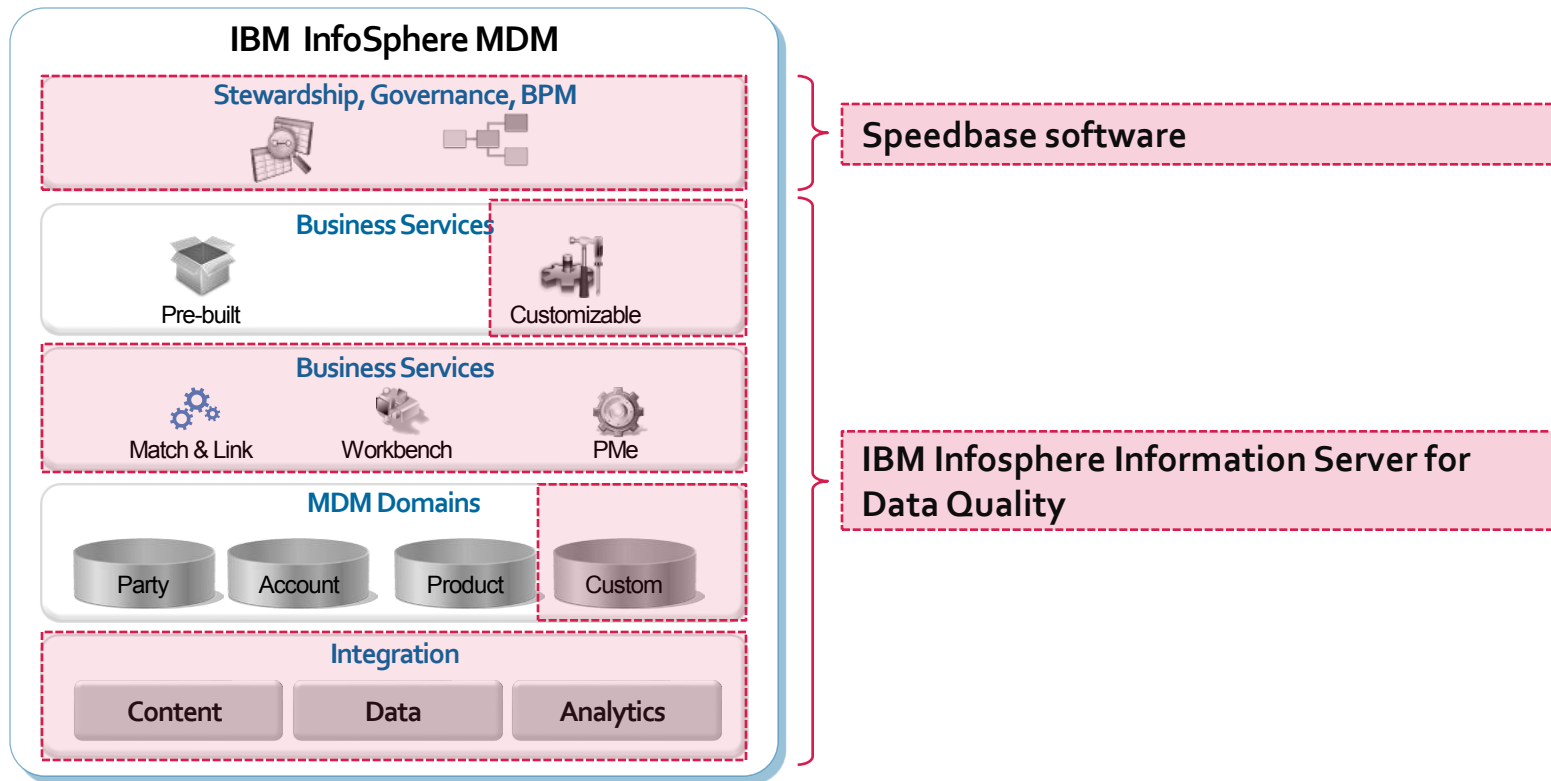 IBM InfoSphere MDM
Stewardship, Governance, BPM
Speedbase software
Business Services
Pre-built
Customizable
Business Services
Match & Link
Workbench
PMe
IBM Infosphere Information Server for
Data Quality
MDM Domains
Party
Account
Product
Custom
Integration
Content
Data
Analytics